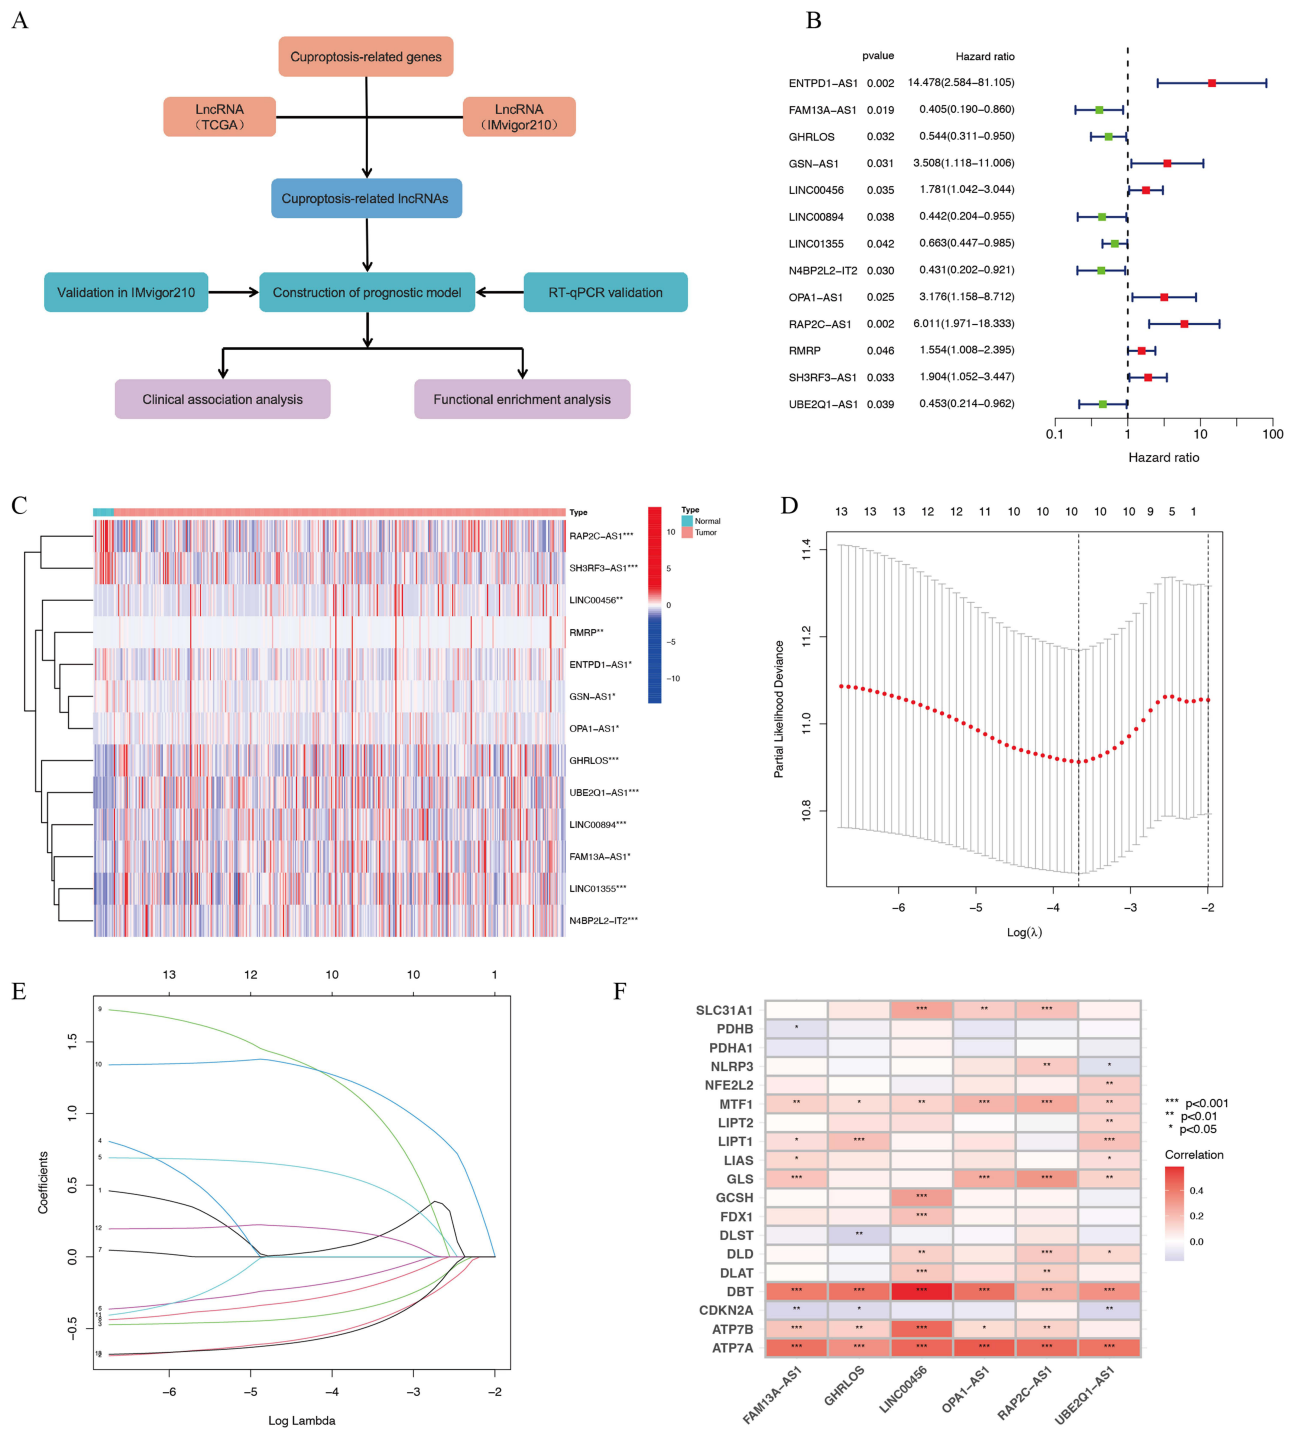 A
Cuproptosis-related genes
LncRNA
(TCGA)
LncRNA
(IMvigor210)
Cuproptosis-related lncRNAs
Validation in IMvigor210
Construction of prognostic model
RT-qPCR validation
Clinical association analysis
Functional enrichment analysis
B
pvalue Hazard ratio
ENTPD1-AS1 0.002 14.478(2.584-81.105)
FAM13A-AS1 0.019 0.405(0.190-0.860)
GHRLOS 0.032 0.544(0.311-0.950)
GSN-AS1 0.031 3.508(1.118-11.006)
LINC00456 0.035 1.781(1.042-3.044)
LINC00894 0.038 0.442(0.204-0.955)
LINC01355 0.042 0.663(0.447-0.985)
N4BP2L2-IT2 0.030 0.431(0.202-0.921)
OPA1-AS1 0.025 3.176(1.158-8.712)
RAP2C-AS1 0.002 6.011(1.971-18.333)
RMRP 0.046 1.554(1.008-2.395)
SH3RF3-AS1 0.033 1.904(1.052-3.447)
UBE2Q1-AS1 0.039 0.453(0.214-0.962)
0.1 1 10 100
Hazard ratio
C
Type
RAP2C-AS1***
SH3RF3-AS1***
LINC00456**
RMRP**
ENTPD1-AS1*
GSN-AS1*
OPA1-AS1*
GHRLOS***
UBE2Q1-AS1***
LINC00894***
FAM13A-AS1*
LINC01355***
N4BP2L2-IT2***
10
5
0
-5
-10
Type
Normal
Tumor
D
13 13 13 12 12 11 10 10 10 10 10 9 5 1
11.4
11.2
11.0
10.8
Partial Likelihood Deviance
-6 -5 -4 -3 -2
Log(λ)
E
13 12 10 10 1
1.5
1.0
0.5
0.0
-0.5
Coefficients
9
10
4
5
1
12
7
6
11
3
-6 -5 -4 -3 -2
Log Lambda
F
SLC31A1 *** ** ***
PDHB *
PDHA1
NLRP3 ** *
NFE2L2 **
MTF1 ** * ** *** *** **
LIPT2 **
LIPT1 * *** ***
LIAS * *
GLS *** *** *** **
GCSH ***
FDX1 ***
DLST **
DLD ** *** *
DLAT *** **
DBT *** *** *** *** *** ***
CDKN2A ** * **
ATP7B *** ** *** * **
ATP7A *** *** *** *** *** ***
FAM13A-AS1
GHRLOS
LINC00456
OPA1-AS1
RAP2C-AS1
UBE2Q1-AS1
*** p<0.001
** p<0.01
* p<0.05
Correlation
0.4
0.2
0.0